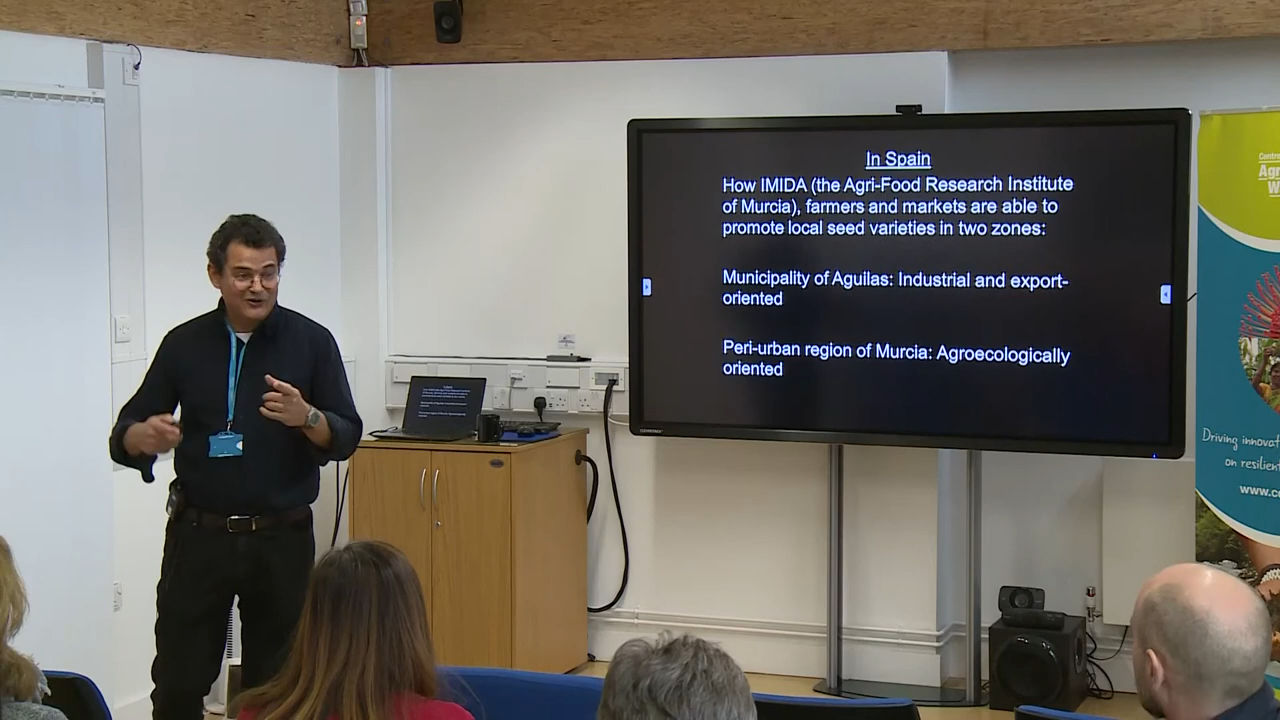 In Spain
How IMIDA (the Agri-Food Research Institute
of Murcia), farmers and markets are able to
promote local seed varieties in two zones:
Municipality of Aguilas: Industrial and export-
oriented
Peri-urban region of Murcia: Agroecologically
oriented
Driving
on
www.c